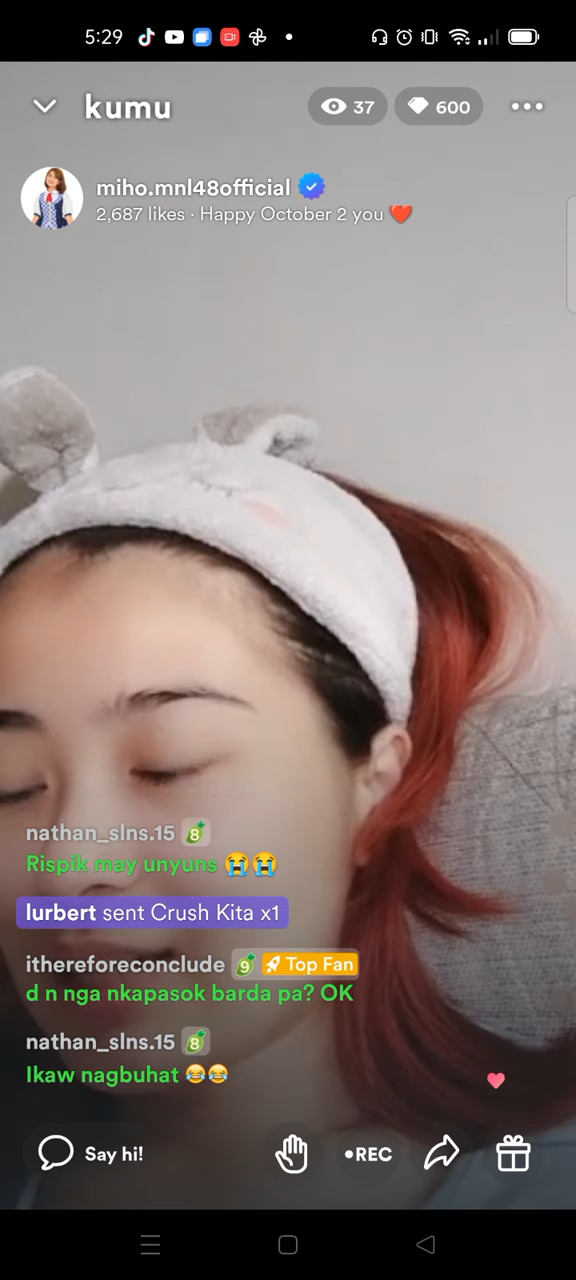 5:29
kumu
37
600
miho.mnl48official
2,687 likes · Happy October 2 you ❤️
nathan_slns.15 8
Rispik may unyuns 😭😭
lurbert sent Crush Kita x1
ithereforeconclude 9 Top Fan
d n nga nkapasok barda pa? OK
nathan_slns.15 8
Ikaw nagbuhat 😂😂
Say hi!
•REC